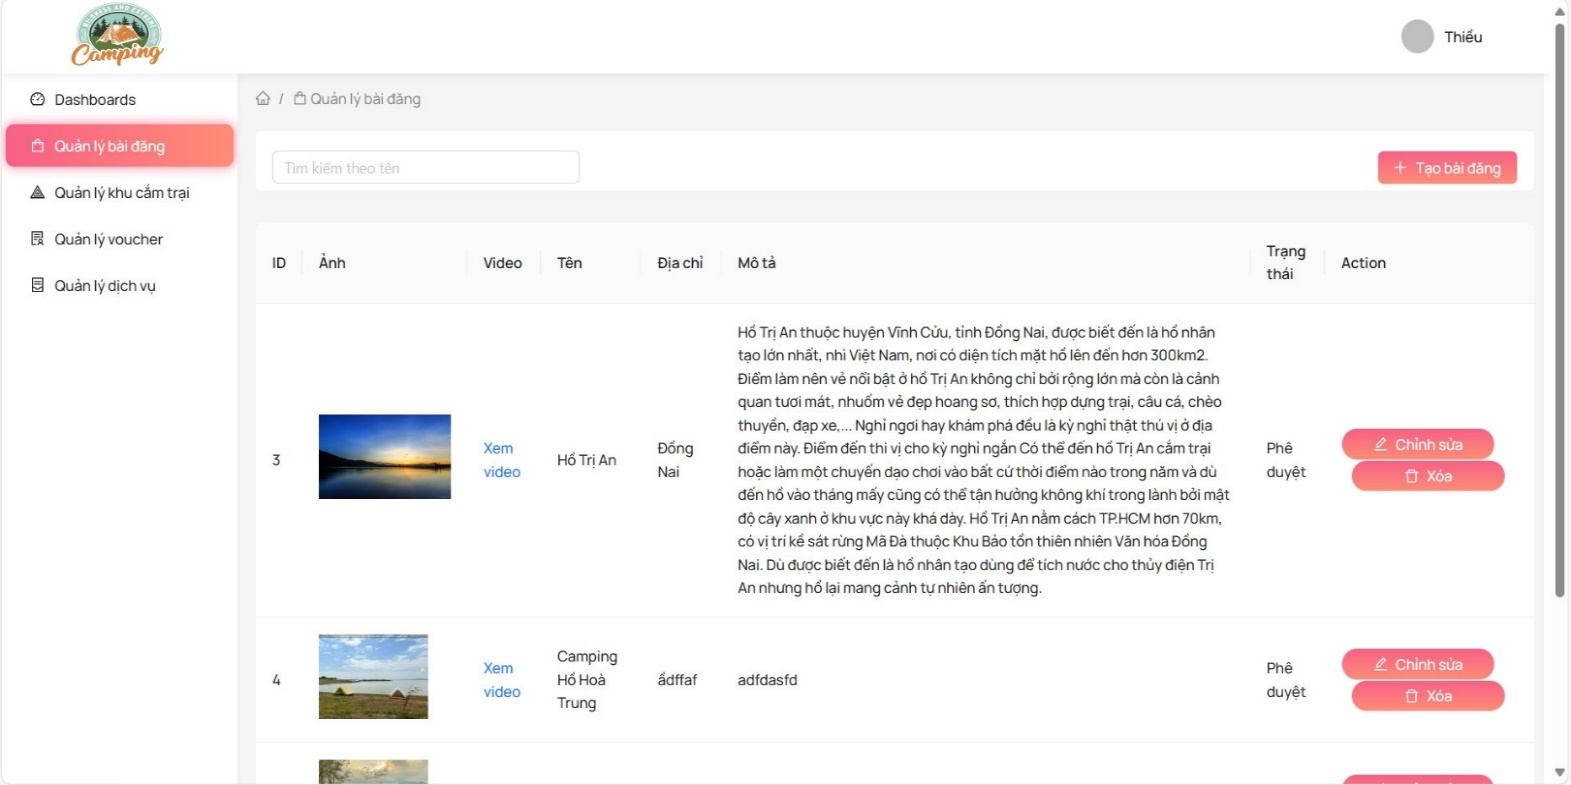 WILDNESS AND EXTREME
Camping
Thiều
Dashboards
Quản lý bài đăng
Quản lý khu cắm trại
Quản lý voucher
Quản lý dịch vụ
/ Quản lý bài đăng
Tìm kiếm theo tên
+ Tạo bài đăng
ID Ảnh Video Tên Địa chỉ Mô tả Trạng thái Action
3
Xem
video
Hồ Trị An
Đồng
Nai
Hồ Trị An thuộc huyện Vĩnh Cửu, tỉnh Đồng Nai, được biết đến là hồ nhân
tạo lớn nhất, nhì Việt Nam, nơi có diện tích mặt hồ lên đến hơn 300km2.
Điểm làm nên vẻ nổi bật ở hồ Trị An không chỉ bởi rộng lớn mà còn là cảnh
quan tươi mát, nhuốm vẻ đẹp hoang sơ, thích hợp dựng trại, câu cá, chèo
thuyền, đạp xe,... Nghỉ ngơi hay khám phá đều là kỳ nghỉ thật thú vị ở địa
điểm này. Điểm đến thi vị cho kỳ nghỉ ngắn Có thể đến hồ Trị An cắm trại
hoặc làm một chuyến dạo chơi vào bất cứ thời điểm nào trong năm và dù
đến hồ vào tháng mấy cũng có thể tận hưởng không khí trong lành bởi mật
độ cây xanh ở khu vực này khá dày. Hồ Trị An nằm cách TP.HCM hơn 70km,
có vị trí kề sát rừng Mã Đà thuộc Khu Bảo tồn thiên nhiên Văn hóa Đồng
Nai. Dù được biết đến là hồ nhân tạo dùng để tích nước cho thủy điện Trị
An nhưng hồ lại mang cảnh tự nhiên ấn tượng.
Phê
duyệt
Chỉnh sửa
Xóa
4
Xem
video
Camping
Hồ Hoà
Trung
ầdffaf
adfdasfd
Phê
duyệt
Chỉnh sửa
Xóa